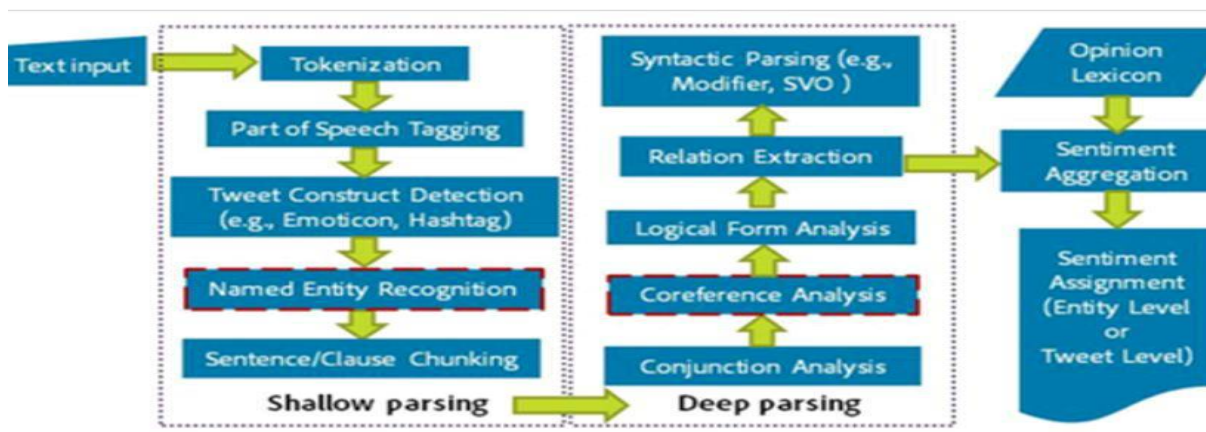 Text input
Tokenization
Part of Speech Tagging
Tweet Construct Detection
(e.g., Emoticon, Hashtag)
Named Entity Recognition
Sentence/Clause Chunking
Shallow parsing
Syntactic Parsing (e.g.,
Modifier, SVO )
Relation Extraction
Logical Form Analysis
Coreference Analysis
Conjunction Analysis
Deep parsing
Opinion
Lexicon
Sentiment
Aggregation
Sentiment
Assignment
(Entity Level
or
Tweet Level)